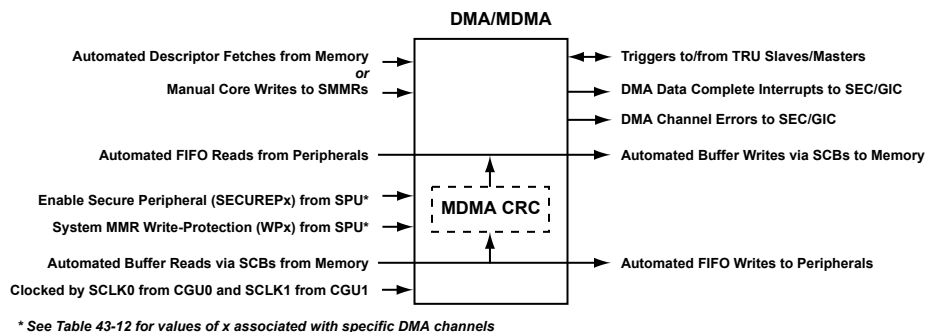 DMA/MDMA
Automated Descriptor Fetches from Memory
or
Manual Core Writes to SMMRs
Triggers to/from TRU Slaves/Masters
DMA Data Complete Interrupts to SEC/GIC
DMA Channel Errors to SEC/GIC
Automated FIFO Reads from Peripherals
Automated Buffer Writes via SCBs to Memory
Enable Secure Peripheral (SECUREPx) from SPU*
MDMA CRC
System MMR Write-Protection (WPx) from SPU*
Automated Buffer Reads via SCBs from Memory
Automated FIFO Writes to Peripherals
Clocked by SCLK0 from CGU0 and SCLK1 from CGU1
* See Table 43-12 for values of x associated with specific DMA channels